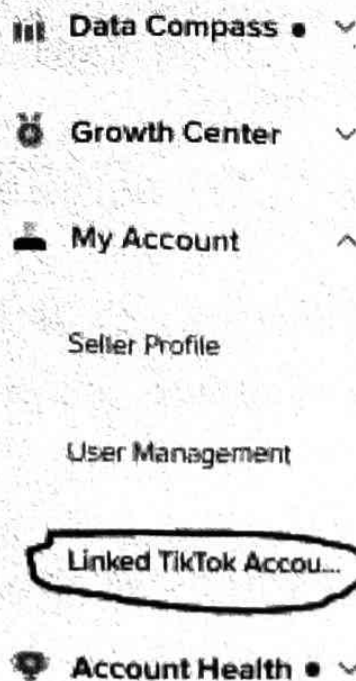 Data Compass
Growth Center
My Account
Seller Profile
User Management
Linked TikTok Accou...
Account Health